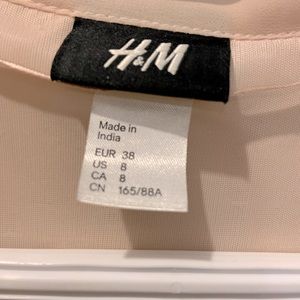 H&M
Made in
India
EUR 38
US 8
CA 8
CN 165/88A